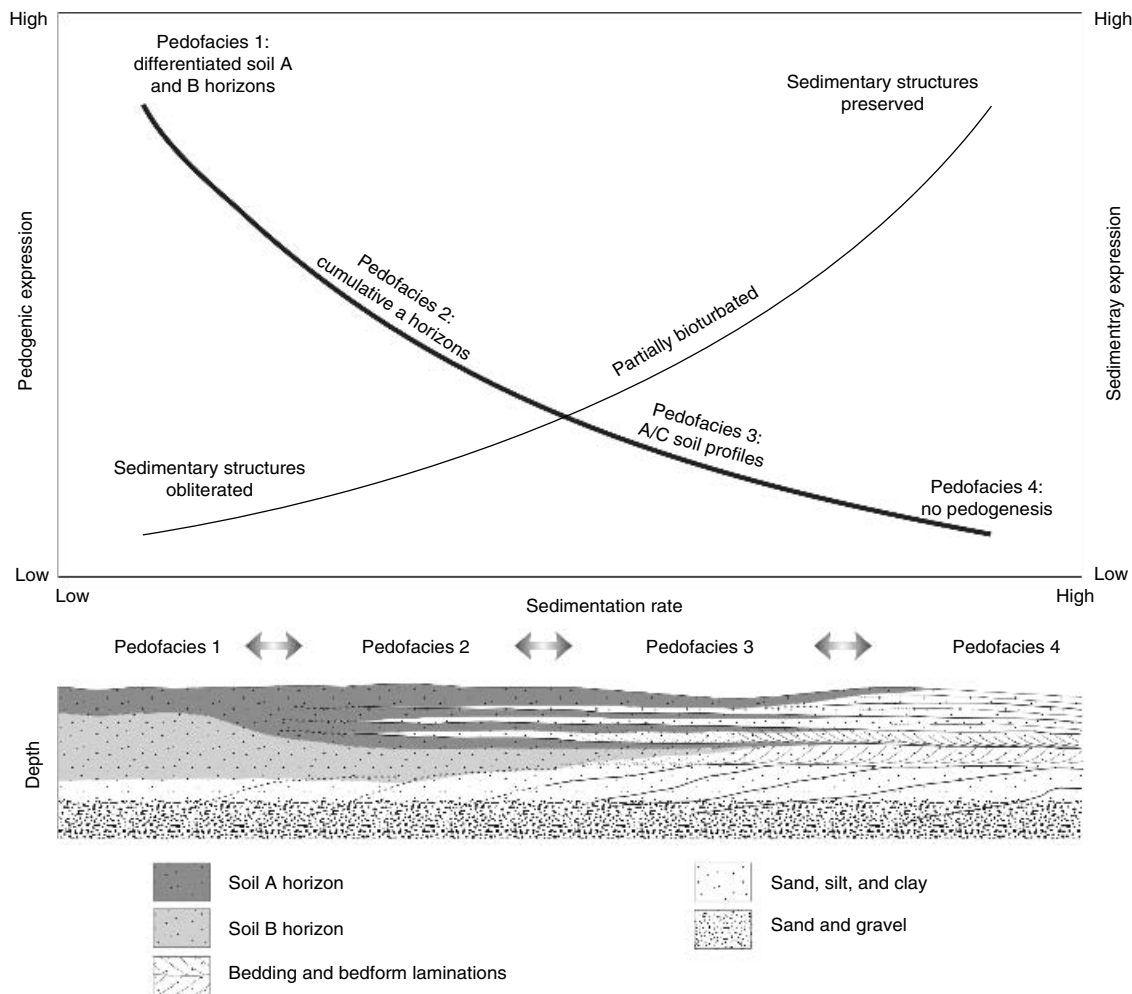 High
High
Pedofacies 1:
differentiated soil A
and B horizons
Sedimentary structures
preserved
Pedogenic expression
Sedimentray expression
Pedofacies 2:
cumulative a horizons
Partially bioturbated
Pedofacies 3:
A/C soil profiles
Sedimentary structures
obliterated
Pedofacies 4:
no pedogenesis
Low
Low
Low
High
Sedimentation rate
Pedofacies 1
Pedofacies 2
Pedofacies 3
Pedofacies 4
Depth
Soil A horizon
Sand, silt, and clay
Soil B horizon
Sand and gravel
Bedding and bedform laminations